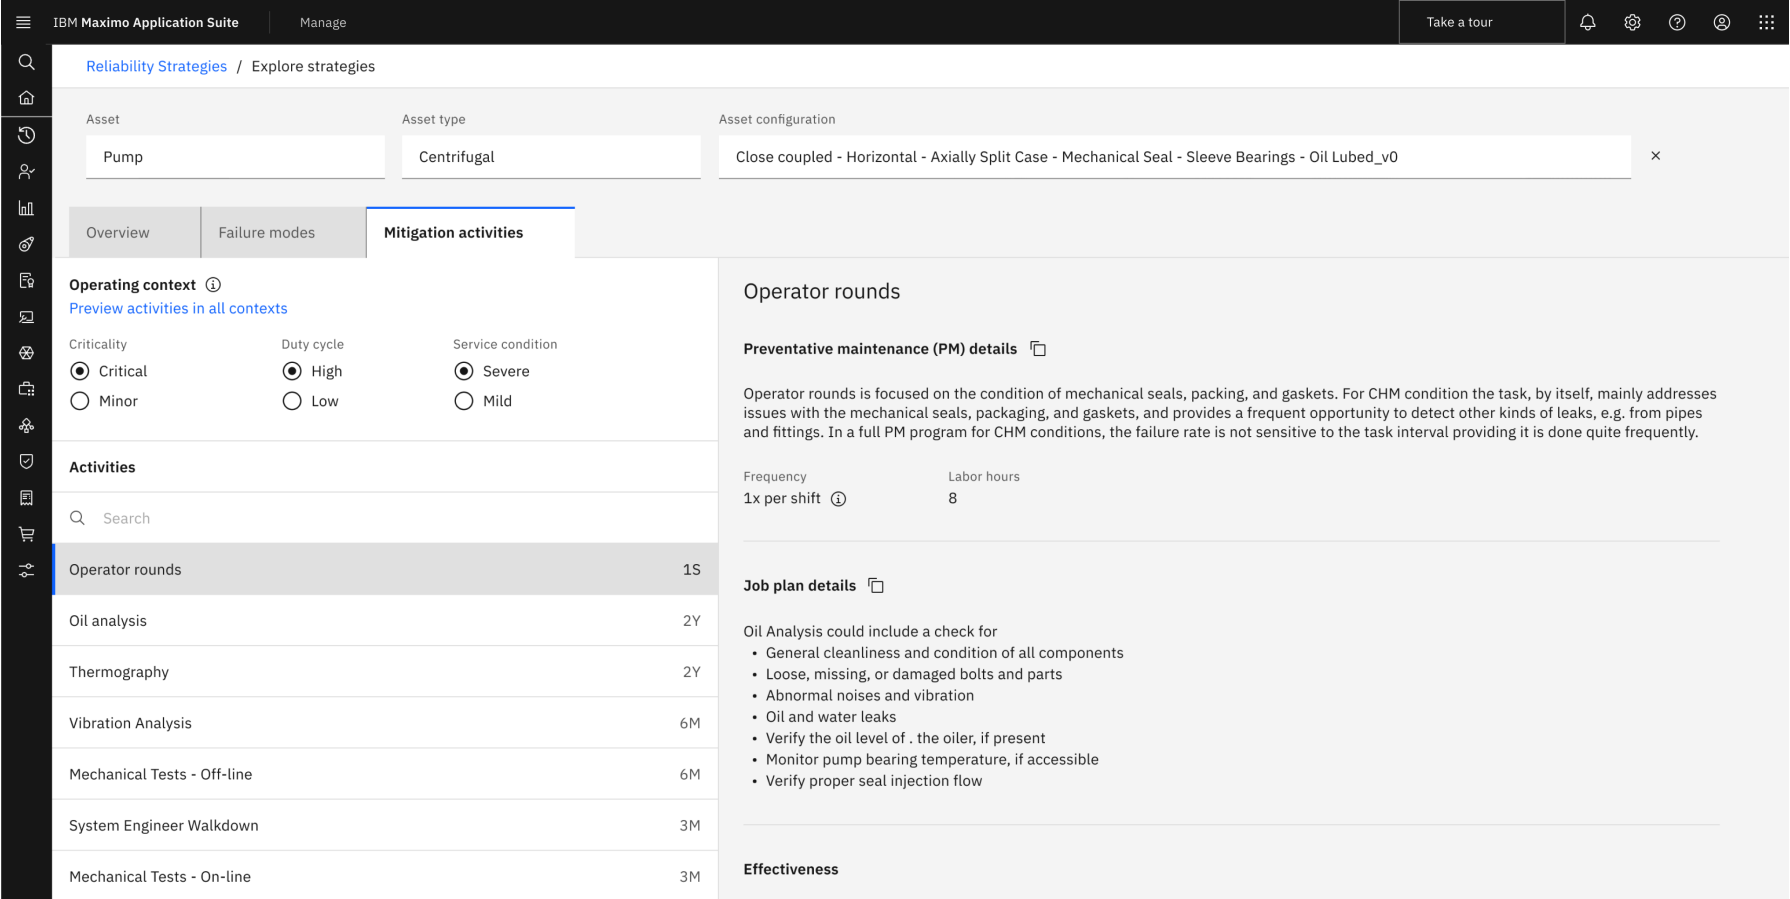 IBM Maximo Application Suite
Manage
Take a tour
Reliability Strategies / Explore strategies
Asset
Asset type
Asset configuration
Pump
Centrifugal
Close coupled - Horizontal - Axially Split Case - Mechanical Seal - Sleeve Bearings - Oil Lubed_v0
Overview
Failure modes
Mitigation activities
Operating context
Preview activities in all contexts
Criticality
Duty cycle
Service condition
Critical
High
Severe
Minor
Low
Mild
Activities
Search
Operator rounds 1S
Oil analysis 2Y
Thermography 2Y
Vibration Analysis 6M
Mechanical Tests - Off-line 6M
System Engineer Walkdown 3M
Mechanical Tests - On-line 3M
Operator rounds
Preventative maintenance (PM) details
Operator rounds is focused on the condition of mechanical seals, packing, and gaskets. For CHM condition the task, by itself, mainly addresses
issues with the mechanical seals, packaging, and gaskets, and provides a frequent opportunity to detect other kinds of leaks, e.g. from pipes
and fittings. In a full PM program for CHM conditions, the failure rate is not sensitive to the task interval providing it is done quite frequently.
Frequency
Labor hours
1x per shift
8
Job plan details
Oil Analysis could include a check for
• General cleanliness and condition of all components
• Loose, missing, or damaged bolts and parts
• Abnormal noises and vibration
• Oil and water leaks
• Verify the oil level of . the oiler, if present
• Monitor pump bearing temperature, if accessible
• Verify proper seal injection flow
Effectiveness